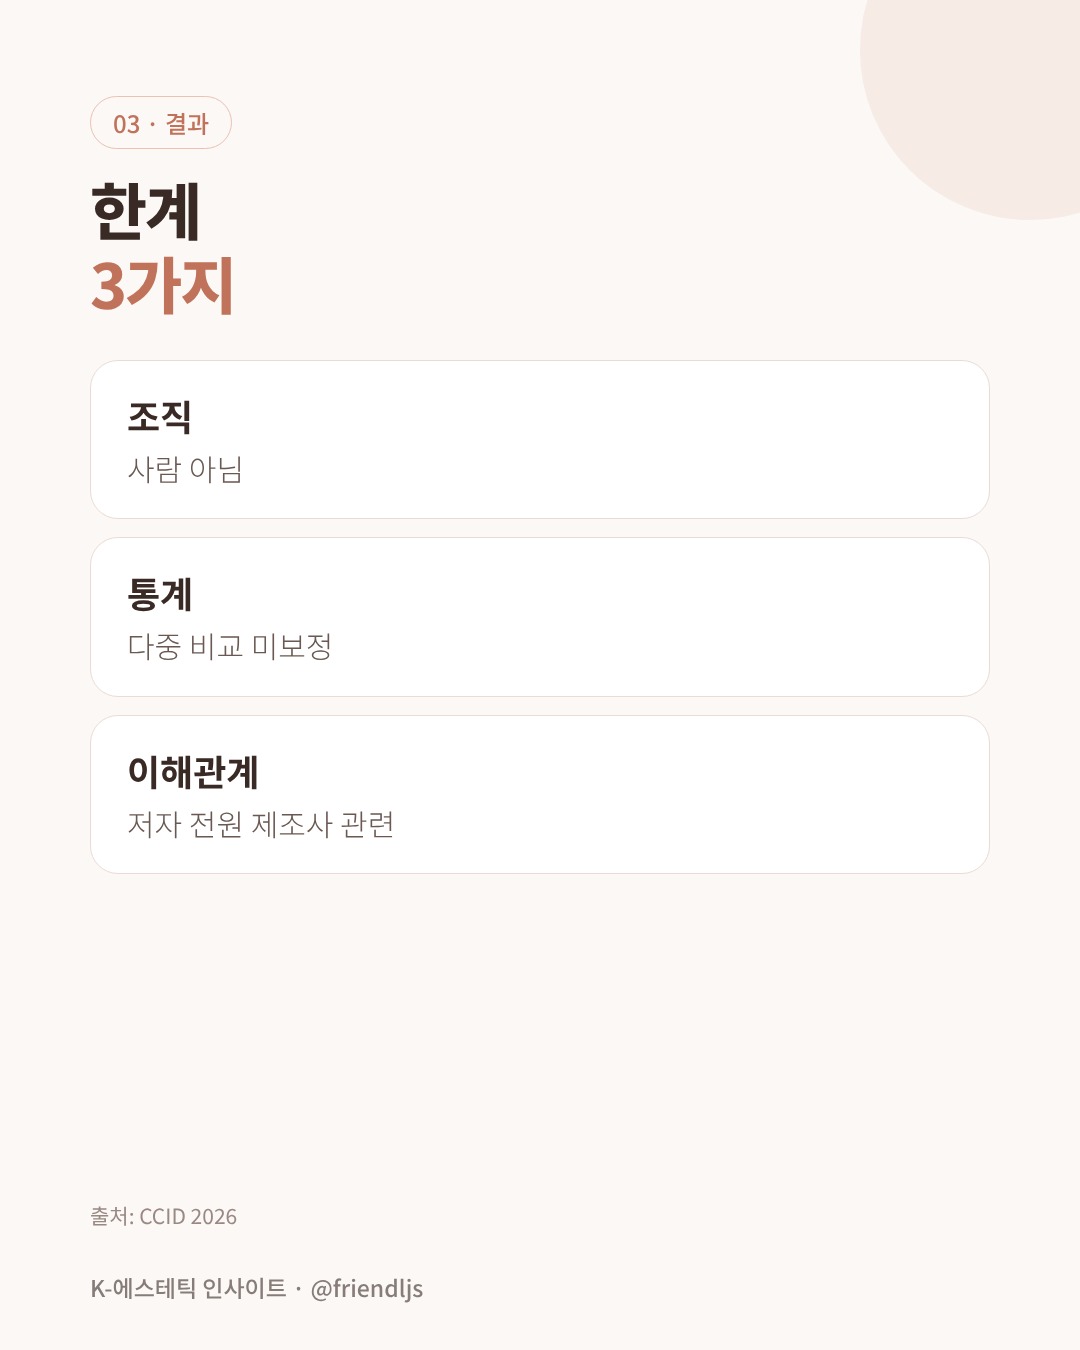 03 · 결과
한계
3가지
조직
사람 아님
통계
다중 비교 미보정
이해관계
저자 전원 제조사 관련
출처: CCID 2026
K-에스테틱 인사이트 · @friendljs